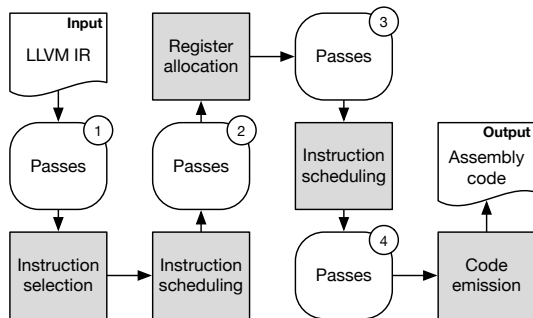 Input
LLVM IR
1
Passes
Instruction
selection
Instruction
scheduling
2
Passes
Register
allocation
3
Passes
Instruction
scheduling
4
Passes
Code
emission
Output
Assembly
code